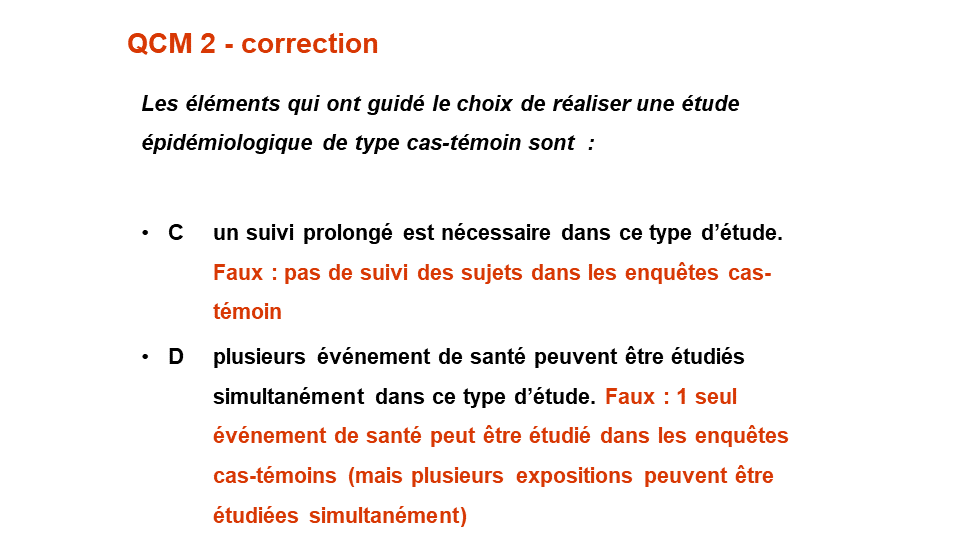 QCM 2 - correction
Les éléments qui ont guidé le choix de réaliser une étude
épidémiologique de type cas-témoin sont :
• C un suivi prolongé est nécessaire dans ce type d’étude.
Faux : pas de suivi des sujets dans les enquêtes cas-
témoin
• D plusieurs événement de santé peuvent être étudiés
simultanément dans ce type d’étude. Faux : 1 seul
événement de santé peut être étudié dans les enquêtes
cas-témoins (mais plusieurs expositions peuvent être
étudiées simultanément)